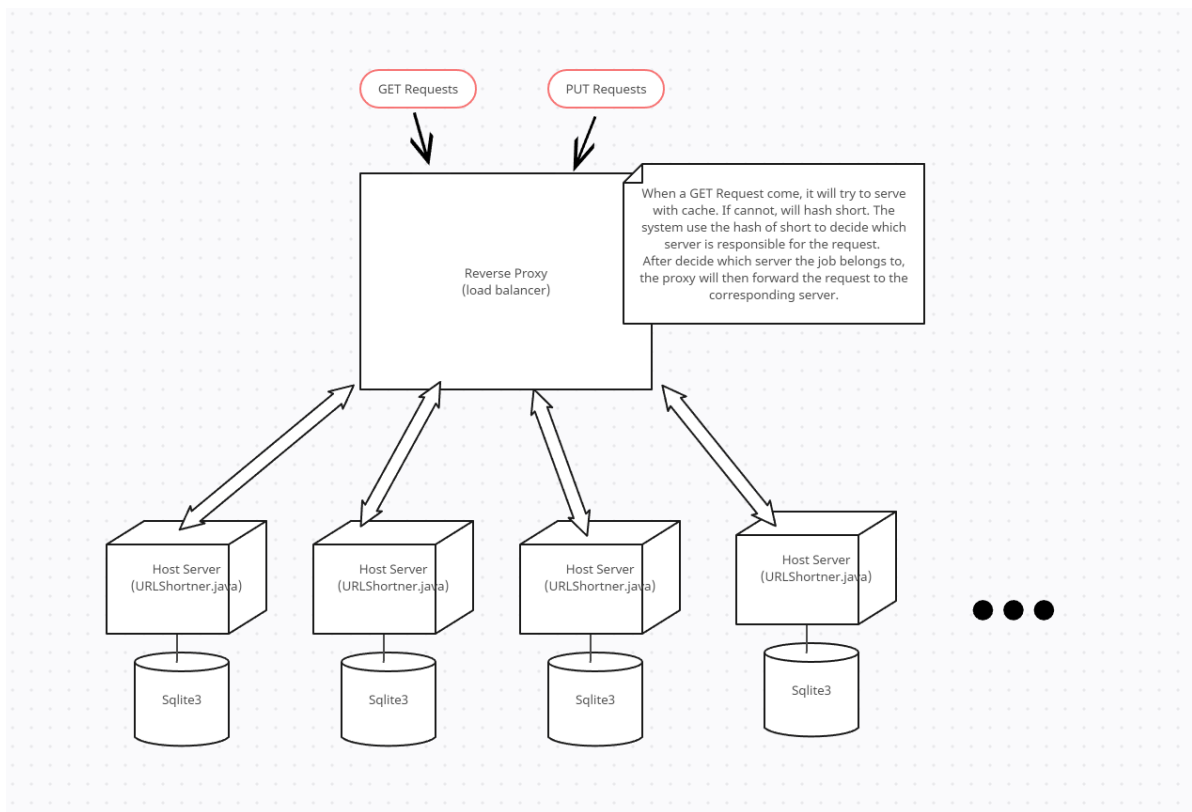 GET Requests
PUT Requests
When a GET Request come, it will try to serve
with cache. If cannot, will hash short. The
system use the hash of short to decide which
server is responsible for the request.
After decide which server the job belongs to,
the proxy will then forward the request to the
corresponding server.
Reverse Proxy
(load balancer)
Host Server
(URLShortner.java)
Host Server
(URLShortner.java)
Host Server
(URLShortner.java)
Host Server
(URLShortner.java)
Sqlite3
Sqlite3
Sqlite3
Sqlite3